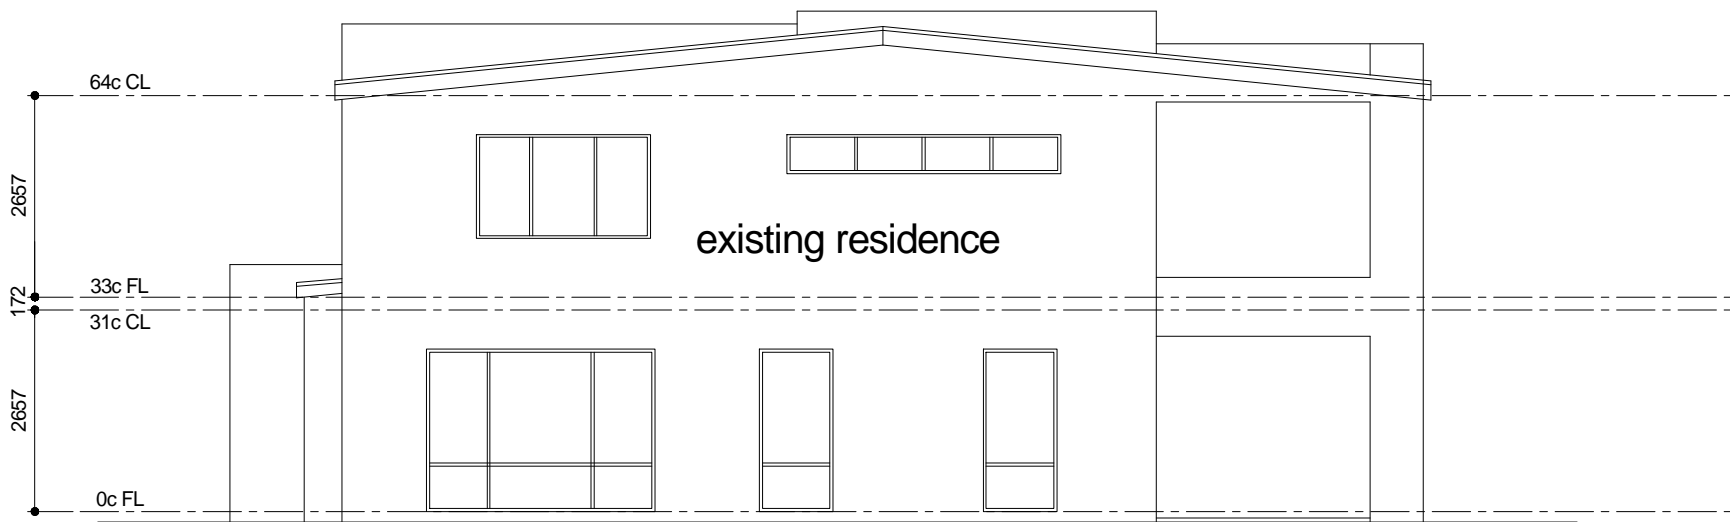 64c CL
2657
existing residence
33c FL
172
31c CL
2657
0c FL